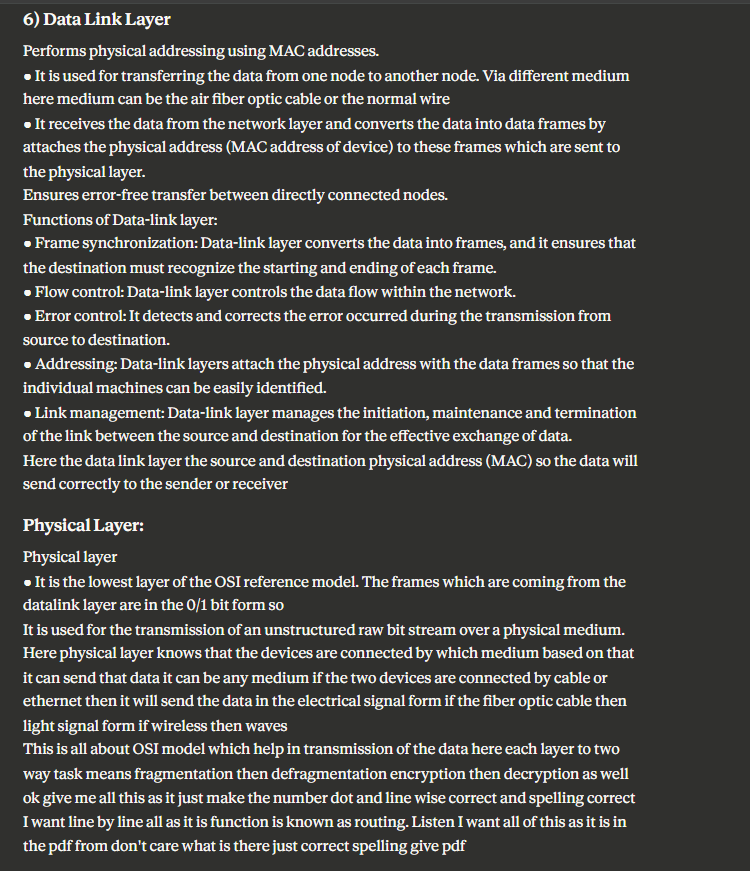 6) Data Link Layer
Performs physical addressing using MAC addresses.
● It is used for transferring the data from one node to another node. Via different medium
here medium can be the air fiber optic cable or the normal wire
● It receives the data from the network layer and converts the data into data frames by
attaches the physical address (MAC address of device) to these frames which are sent to
the physical layer.
Ensures error-free transfer between directly connected nodes.
Functions of Data-link layer:
● Frame synchronization: Data-link layer converts the data into frames, and it ensures that
the destination must recognize the starting and ending of each frame.
● Flow control: Data-link layer controls the data flow within the network.
● Error control: It detects and corrects the error occurred during the transmission from
source to destination.
● Addressing: Data-link layers attach the physical address with the data frames so that the
individual machines can be easily identified.
● Link management: Data-link layer manages the initiation, maintenance and termination
of the link between the source and destination for the effective exchange of data.
Here the data link layer the source and destination physical address (MAC) so the data will
send correctly to the sender or receiver
Physical Layer:
Physical layer
● It is the lowest layer of the OSI reference model. The frames which are coming from the
datalink layer are in the 0/1 bit form so
It is used for the transmission of an unstructured raw bit stream over a physical medium.
Here physical layer knows that the devices are connected by which medium based on that
it can send that data it can be any medium if the two devices are connected by cable or
ethernet then it will send the data in the electrical signal form if the fiber optic cable then
light signal form if wireless then waves
This is all about OSI model which help in transmission of the data here each layer to two
way task means fragmentation then defragmentation encryption then decryption as well
ok give me all this as it just make the number dot and line wise correct and spelling correct
I want line by line all as it is function is known as routing. Listen I want all of this as it is in
the pdf from don't care what is there just correct spelling give pdf